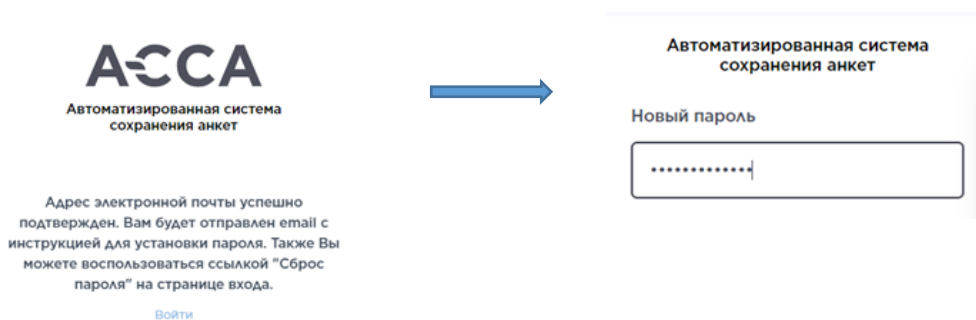 АССА
Автоматизированная система
сохранения анкет
Адрес электронной почты успешно
подтвержден. Вам будет отправлен email с
инструкцией для установки пароля. Также Вы
можете воспользоваться ссылкой "Сброс
пароля" на странице входа.
Войти
Автоматизированная система
сохранения анкет
Новый пароль
•••••••••••••